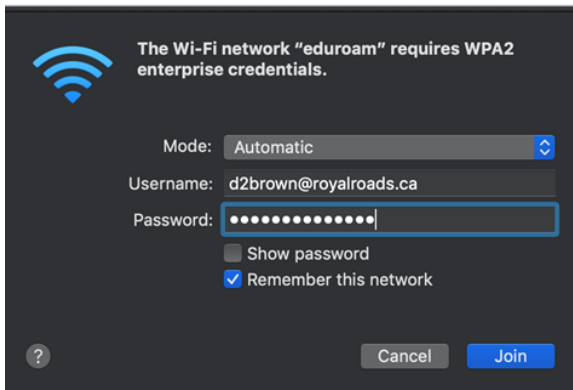 The Wi-Fi network “eduroam” requires WPA2
enterprise credentials.
Mode: Automatic
Username: d2brown@royalroads.ca
Password: ••••••••••••••
Show password
Remember this network
? Cancel Join